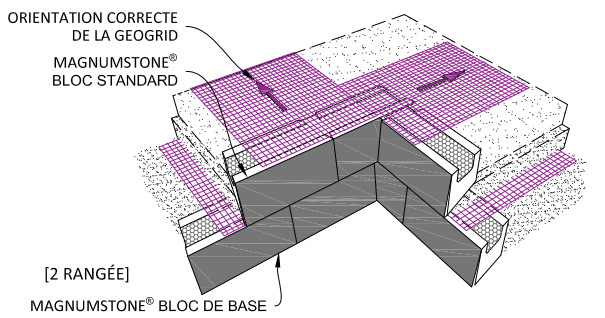 ORIENTATION CORRECTE
DE LA GEOGRID
MAGNUMSTONE®
BLOC STANDARD
[2 RANGÉE]
MAGNUMSTONE® BLOC DE BASE